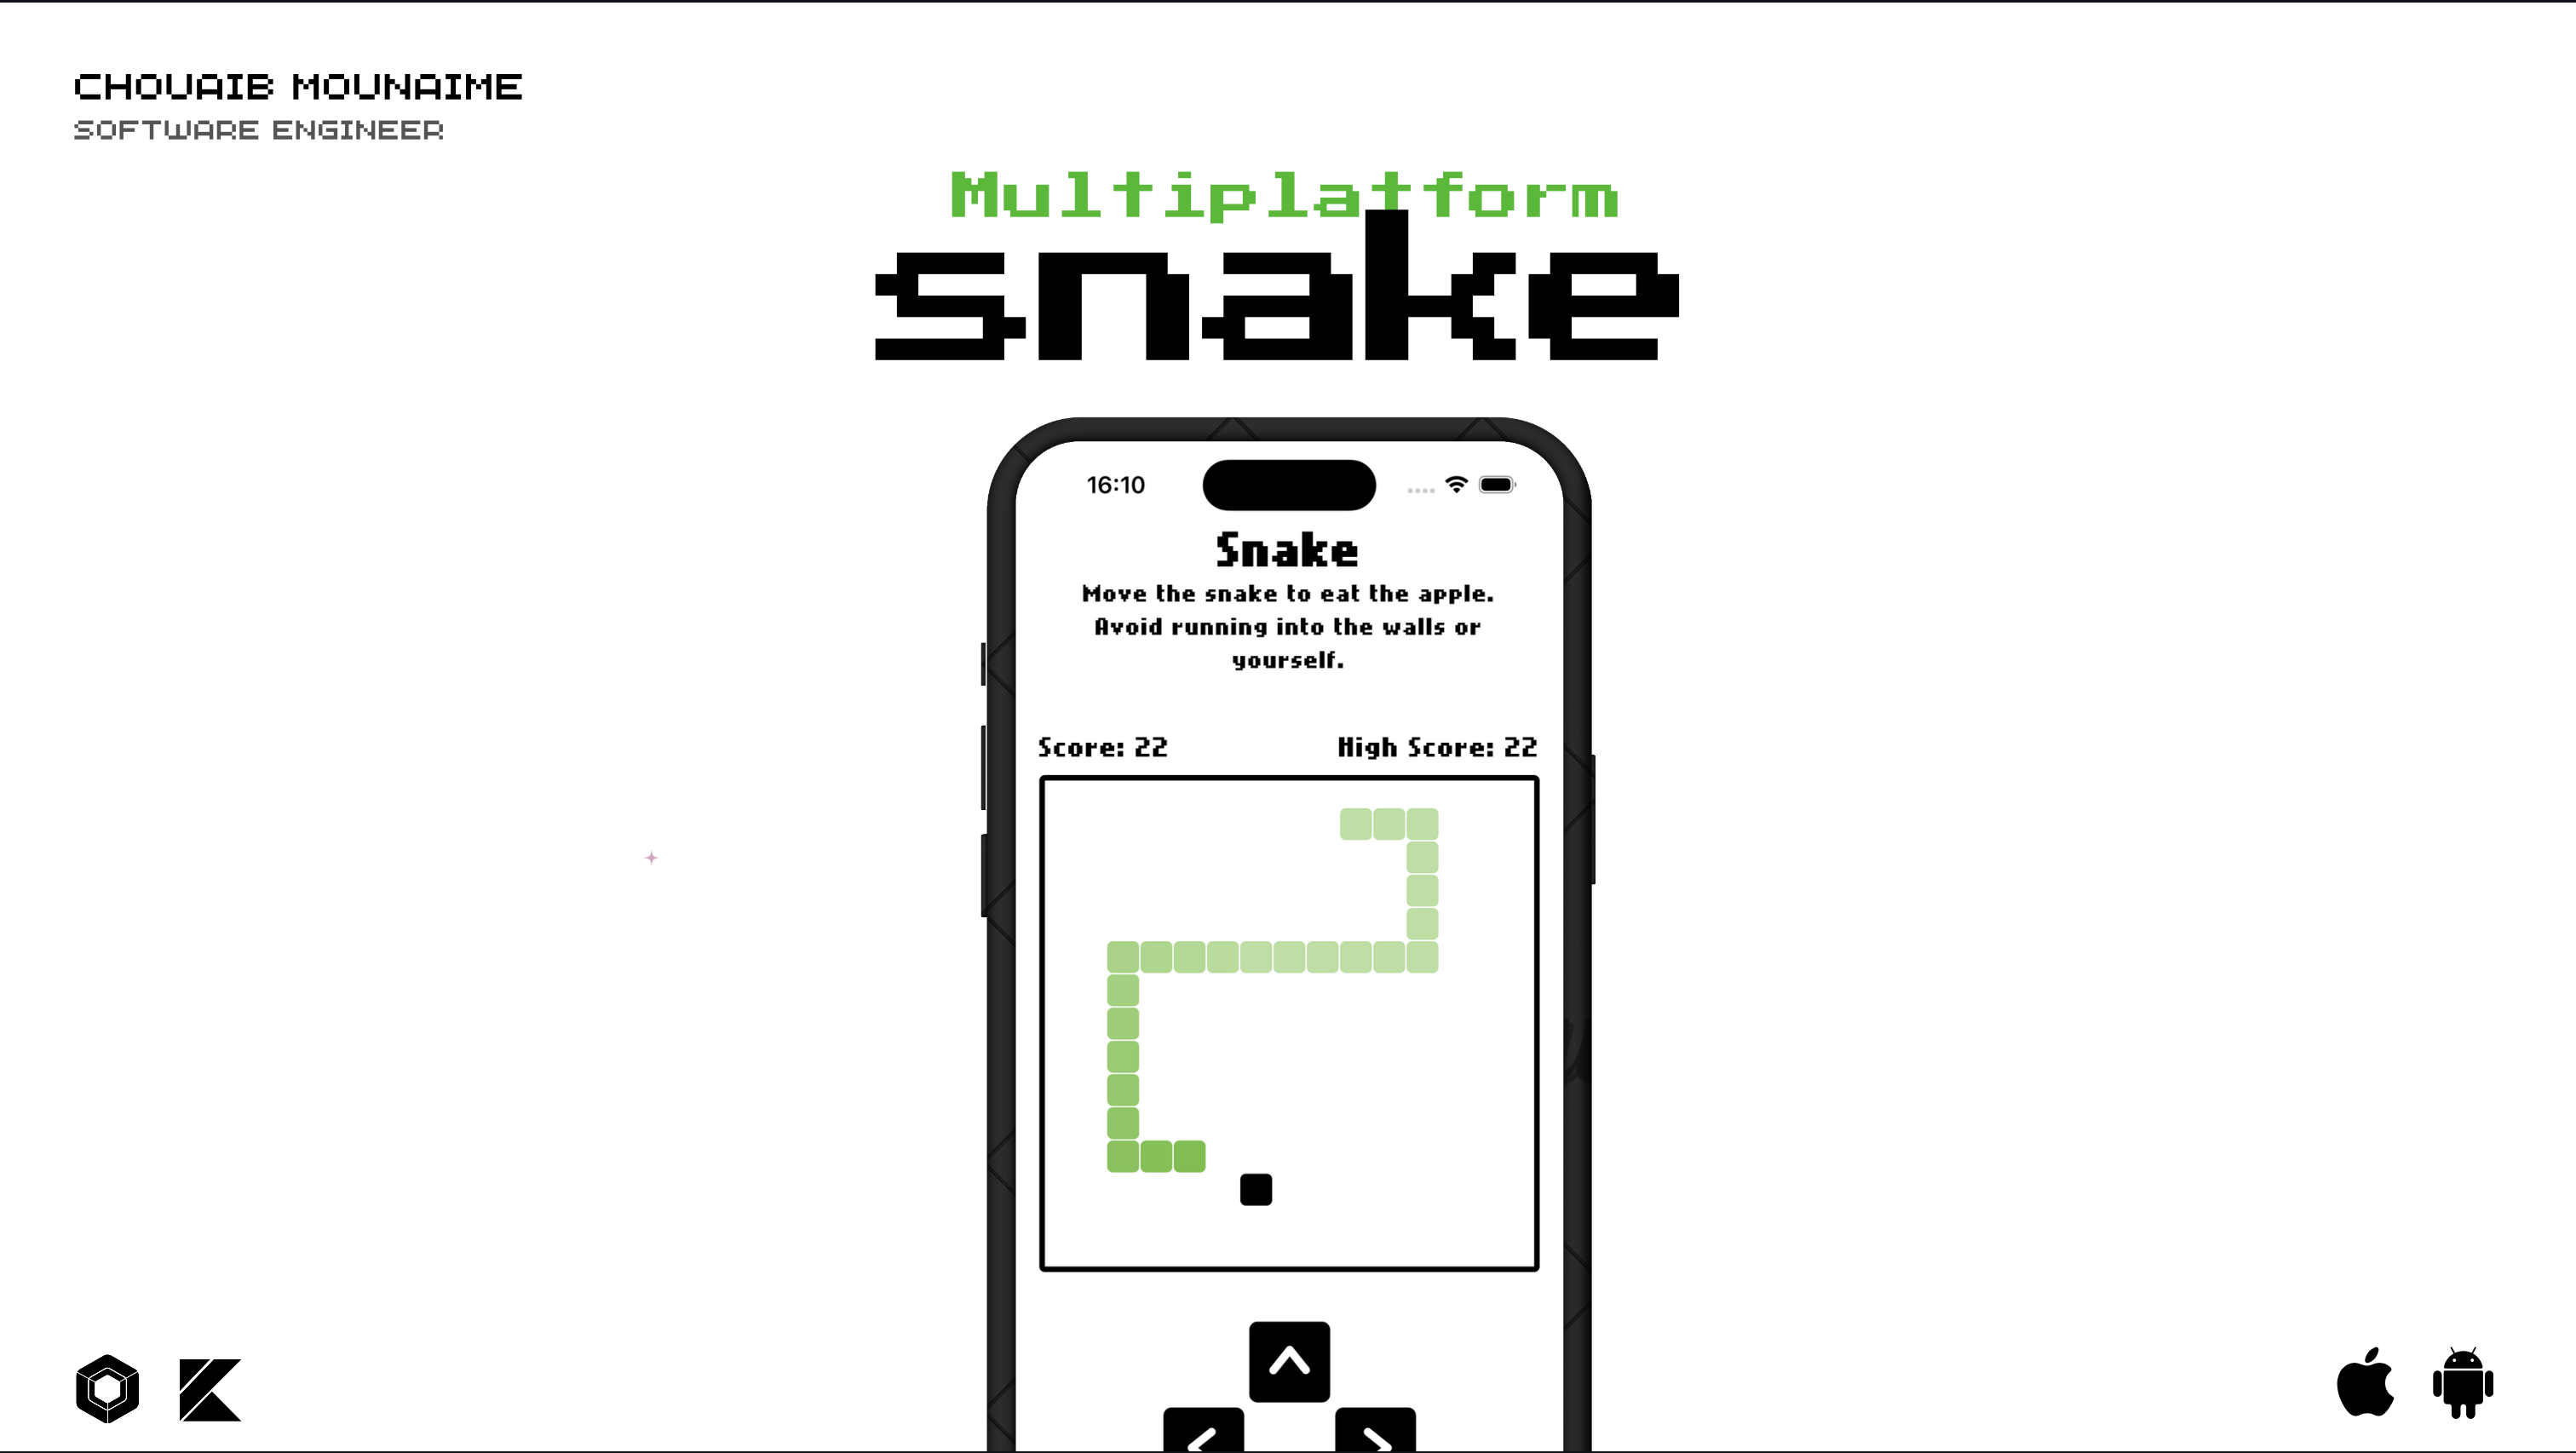 CHOUAIB MOUNAIME
SOFTWARE ENGINEER
Multiplatform
snake
16:10
Snake
Move the snake to eat the apple.
Avoid running into the walls or
yourself.
Score: 22
High Score: 22